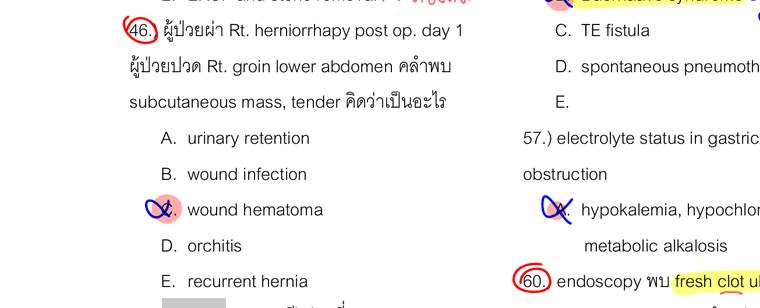 46.) ผู้ป่วยผ่า Rt. herniorrhapy post op. day 1
ผู้ป่วยปวด Rt. groin lower abdomen คลำพบ
subcutaneous mass, tender คิดว่าเป็นอะไร
A. urinary retention
B. wound infection
C. wound hematoma
D. orchitis
E. recurrent hernia
C. TE fistula
D. spontaneous pneumoth
E.
57.) electrolyte status in gastric
obstruction
A. hypokalemia, hypochlor
metabolic alkalosis
60.) endoscopy พบ fresh clot ul